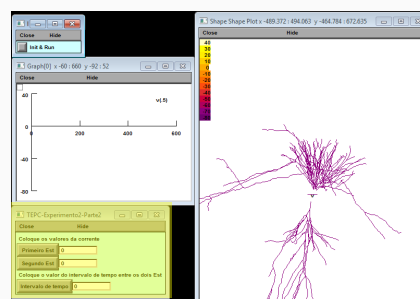 Close Hide
Init & Run
Graph[0] x -60 : 660 y -92 : 52
Close Hide
40
v(.5)
0
0 200 400 600
-40
-80
TEPC-Experimento2-Parte2
Close Hide
Coloque os valores da corrente
Primeiro Est 0
Segundo Est 0
Coloque o valor do intervalo de tempo entre os dois Est
Intervalo de tempo 0
Shape Shape Plot x -489.372 : 494.063 y -464.784 : 672.635
Close Hide
40
30
20
10
0
-10
-20
-30
-40
-50
-60
-70
-80